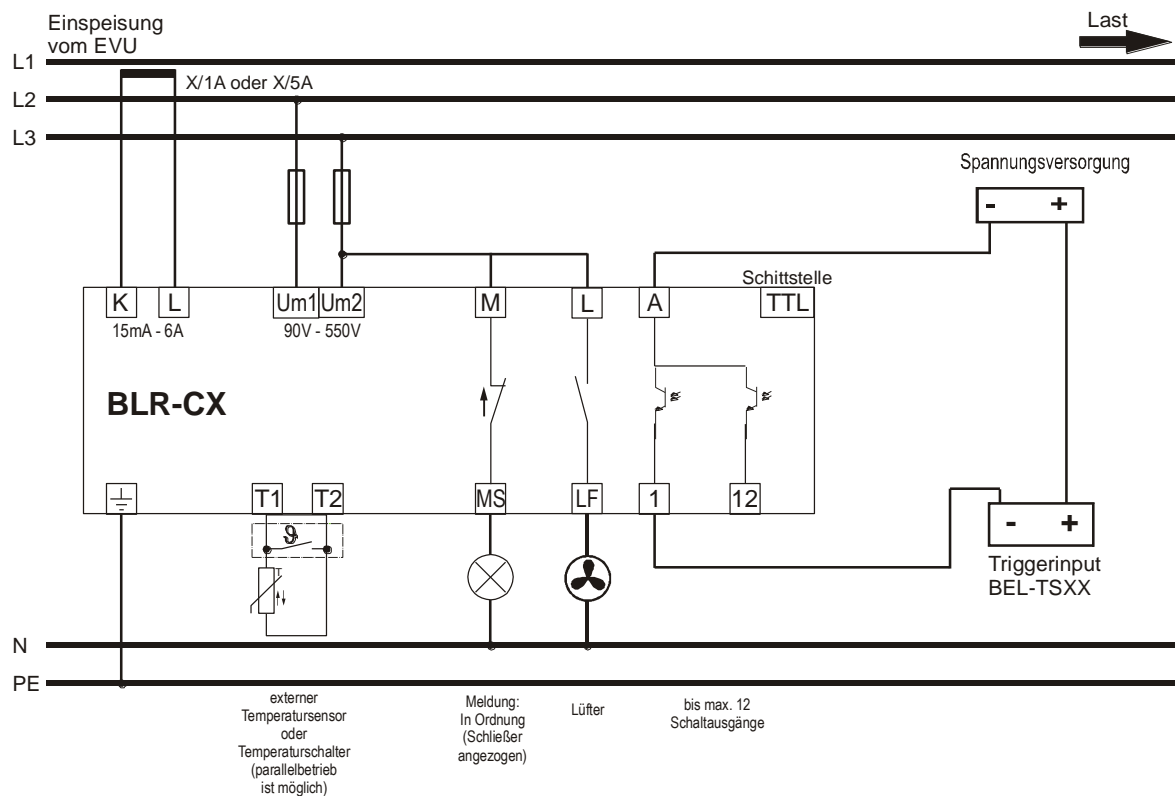 Einspeisung
vom EVU
Last
L1
X/1A oder X/5A
L2
L3
Spannungsversorgung
- +
Schittstelle
K L Um1 Um2 M L A TTL
15mA - 6A
90V - 550V
BLR-CX
T1 T2 MS LF 1 12
ϑ
- +
Triggerinput
BEL-TSXX
N
PE
externer
Temperatursensor
oder
Temperaturschalter
(parallelbetrieb
ist möglich)
Meldung:
In Ordnung
(Schließer
angezogen)
Lüfter
bis max. 12
Schaltausgänge